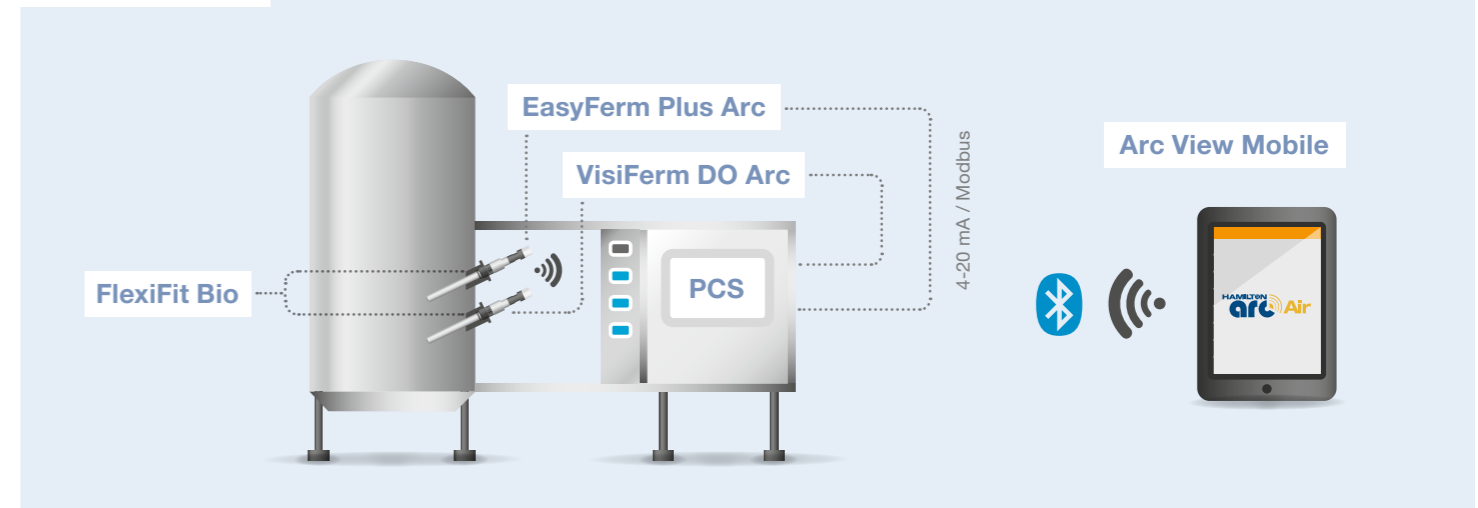 EasyFerm Plus Arc
VisiFerm DO Arc
FlexiFit Bio
PCS
4-20 mA / Modbus
Arc View Mobile
HAMILTON
arc Air